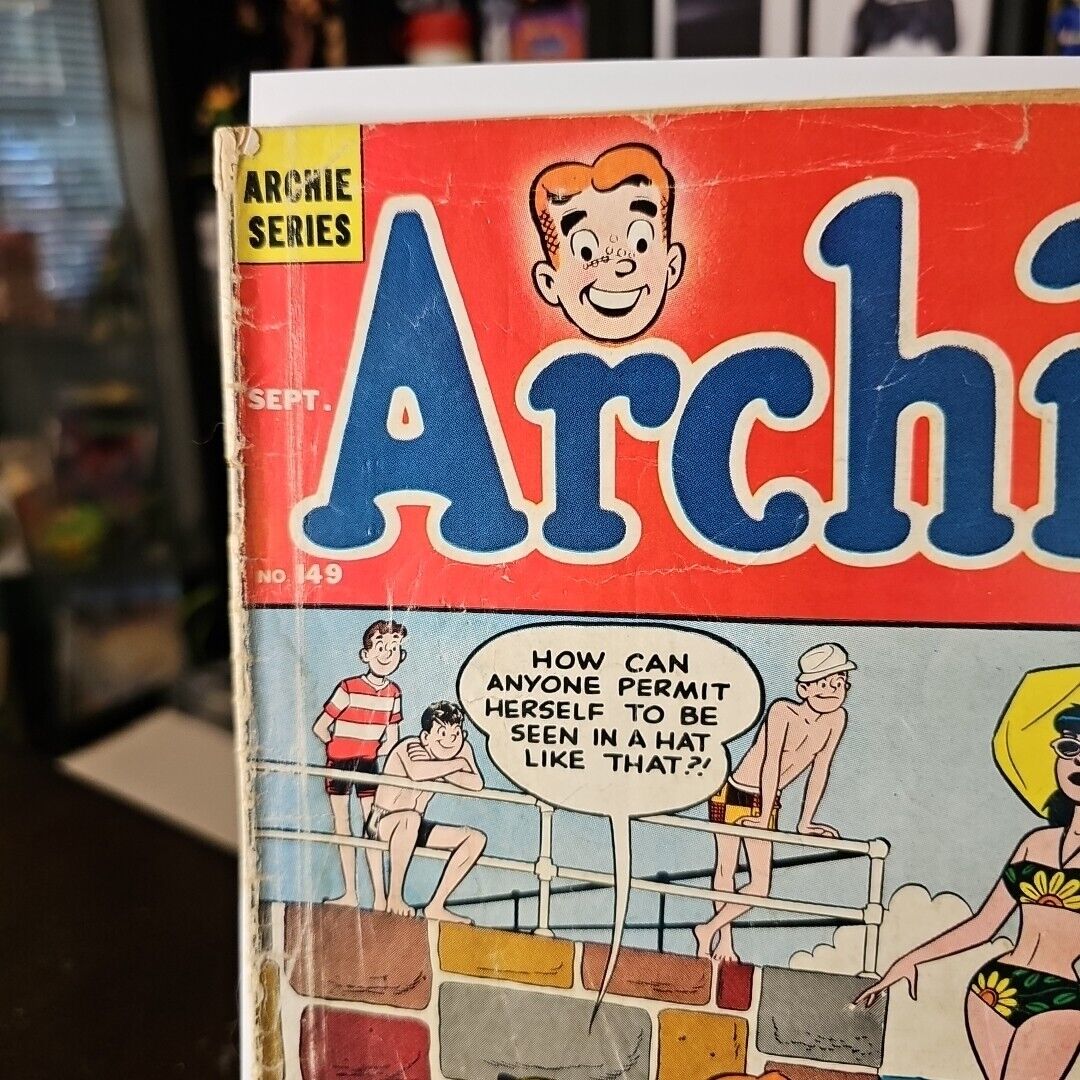 ARCHIE
SERIES
Archi
SEPT.
NO. 149
HOW CAN
ANYONE PERMIT
HERSELF TO BE
SEEN IN A HAT
LIKE THAT?!